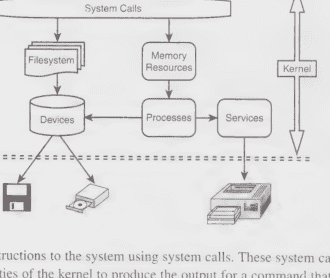 System Calls
Filesystem
Memory
Resources
Kernel
Devices
Processes
Services
tructions to the system using system calls. These system ca
ties of the kernel to produce the output for a command that